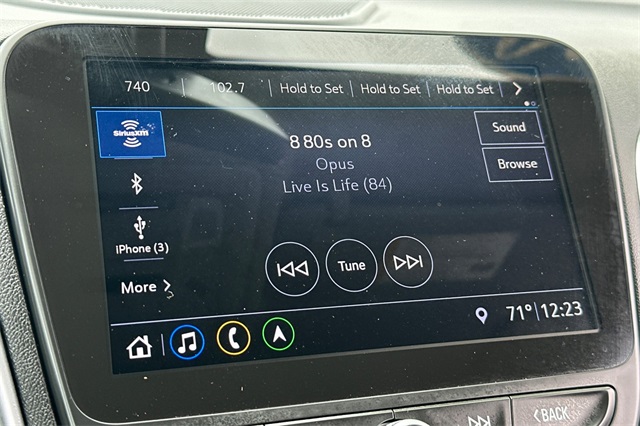 740 102.7 Hold to Set Hold to Set Hold to Set
SiriusXM
8 80s on 8
Opus
Live Is Life (84)
Sound
Browse
iPhone (3)
More
Tune
71° 12:23
BACK